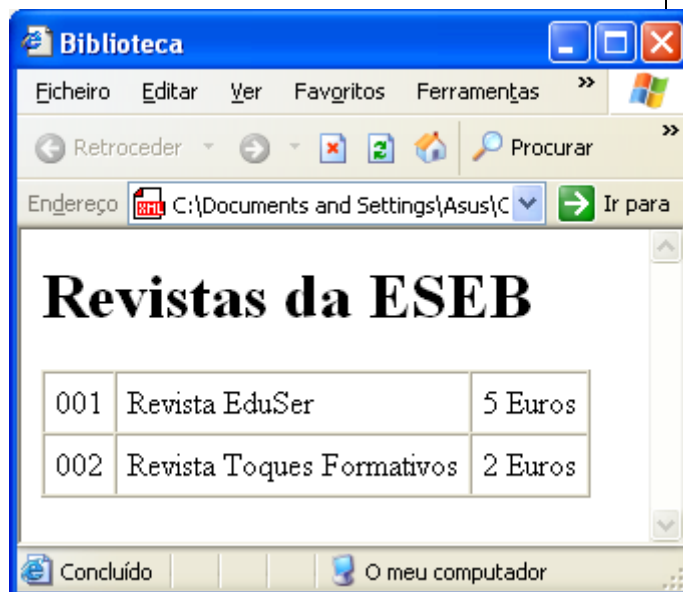 Biblioteca
Ficheiro Editar Ver Favoritos Ferramentas »
Retroceder Procurar »
Endereço XML C:\Documents and Settings\Asus\C Ir para
Revistas da ESEB
001 Revista EduSer 5 Euros
002 Revista Toques Formativos 2 Euros
Concluído O meu computador